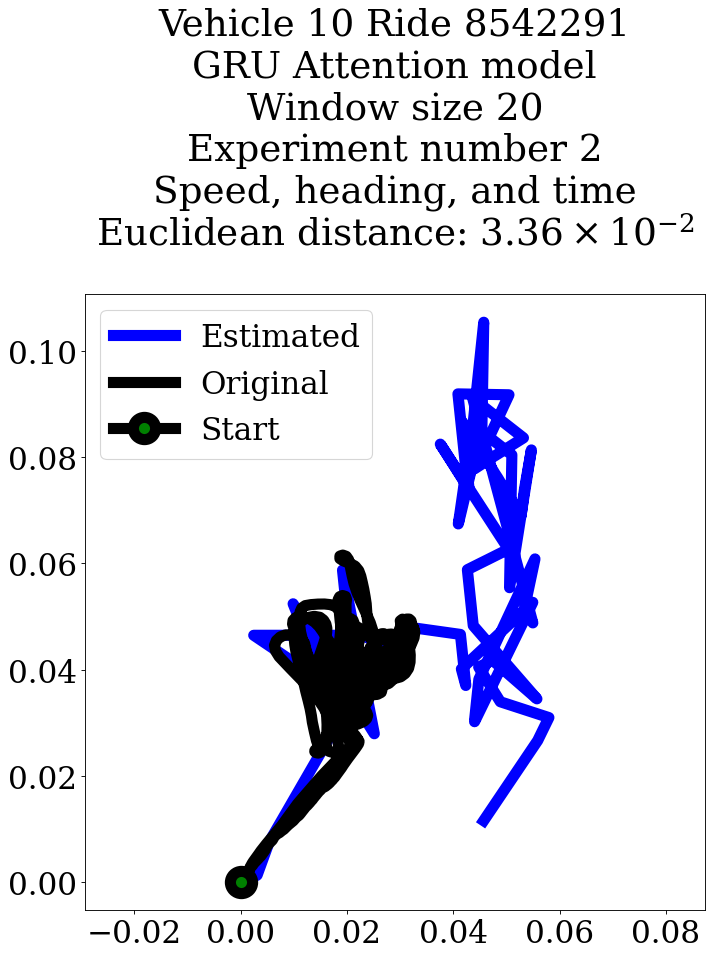 Vehicle 10 Ride 8542291
GRU Attention model
Window size 20
Experiment number 2
Speed, heading, and time
Euclidean distance: 3.36 × 10⁻²
Estimated
Original
Start
0.10
0.08
0.06
0.04
0.02
0.00
−0.02 0.00 0.02 0.04 0.06 0.08